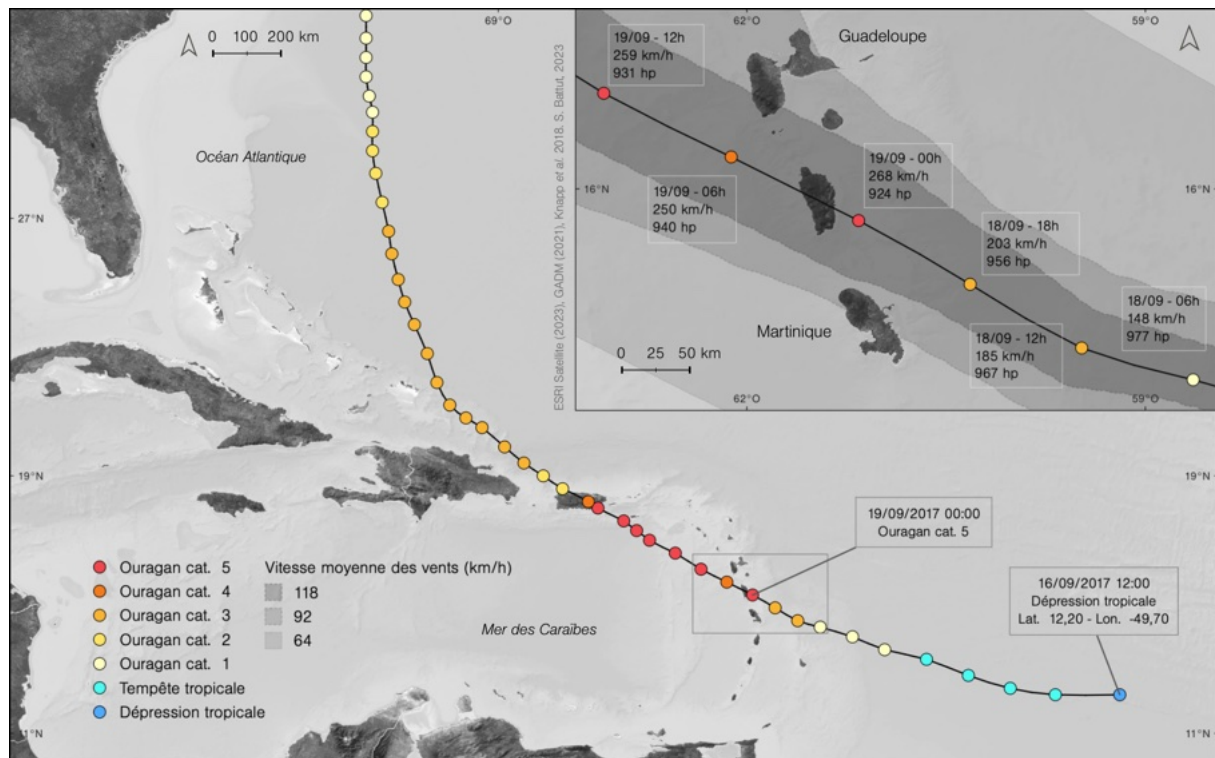 69°O
0 100 200 km
Océan Atlantique
27°N
27°N
19°N
19°N
11°N
11°N
ESRI Satellite (2023), GADM (2021), Knapp et al. 2018. S. Battut, 2023
62°O
59°O
Guadeloupe
19/09 - 12h
259 km/h
931 hp
19/09 - 00h
268 km/h
924 hp
16°N
16°N
19/09 - 06h
250 km/h
940 hp
18/09 - 18h
203 km/h
956 hp
18/09 - 06h
148 km/h
977 hp
Martinique
18/09 - 12h
185 km/h
967 hp
0 25 50 km
62°O
59°O
19/09/2017 00:00
Ouragan cat. 5
16/09/2017 12:00
Dépression tropicale
Lat. 12,20 - Lon. -49,70
Mer des Caraïbes
Ouragan cat. 5
Ouragan cat. 4
Ouragan cat. 3
Ouragan cat. 2
Ouragan cat. 1
Tempête tropicale
Dépression tropicale
Vitesse moyenne des vents (km/h)
118
92
64